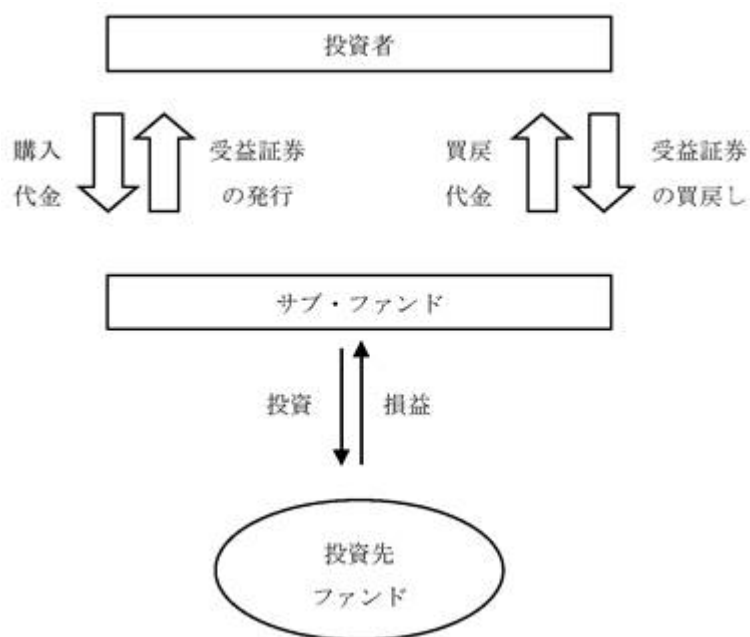 投資者
購入
代金
受益証券
の発行
買戻
代金
受益証券
の買戻し
サブ・ファンド
投資
損益
投資先
ファンド